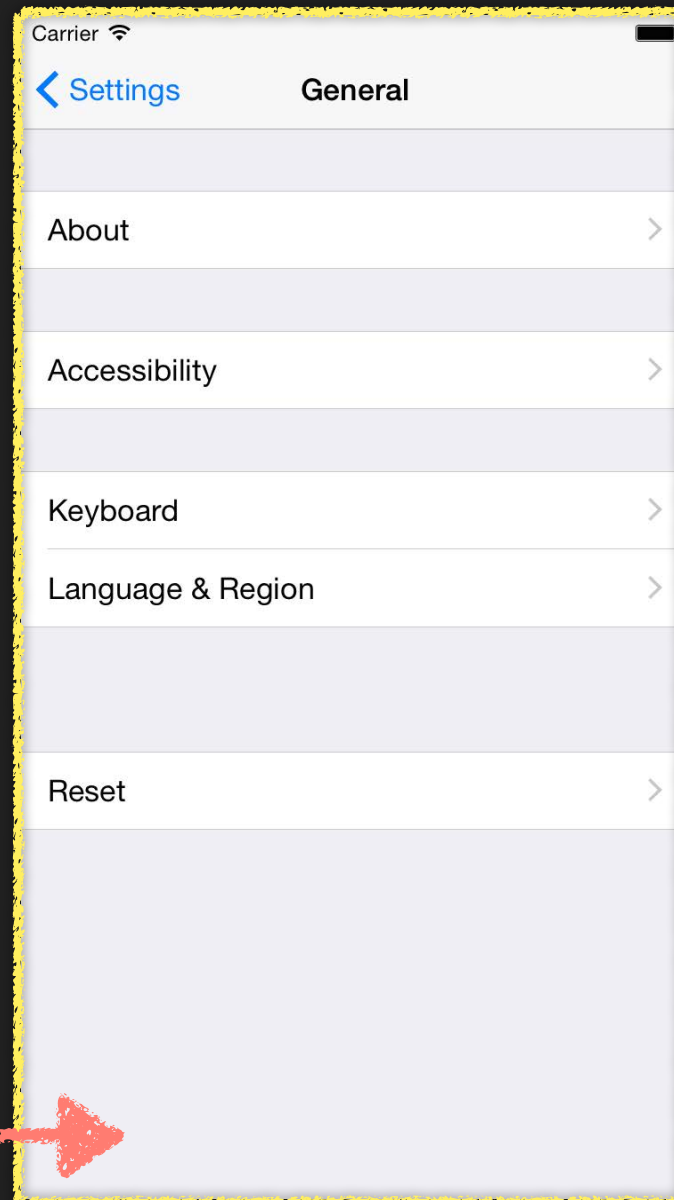 Carrier
Settings General
About
Accessibility
Keyboard
Language & Region
Reset